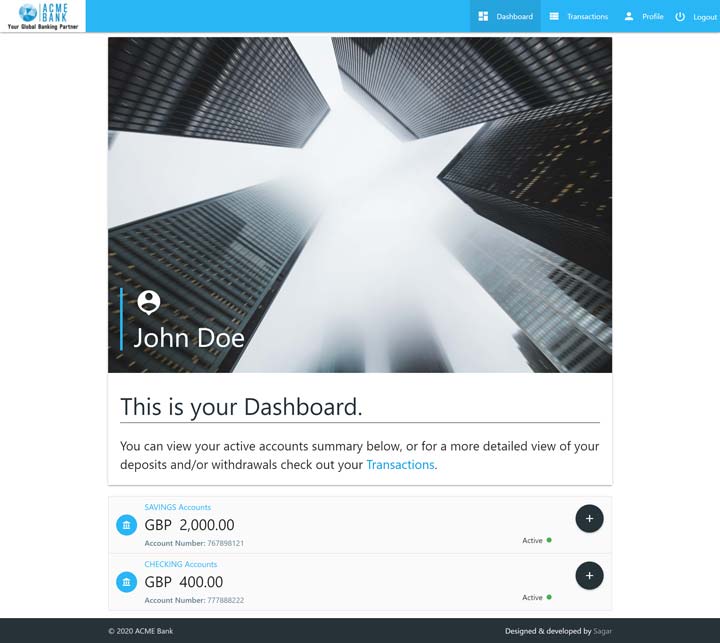 ACME
BANK
Your Global Banking Partner
Dashboard
Transactions
Profile
Logout
John Doe
This is your Dashboard.
You can view your active accounts summary below, or for a more detailed view of your
deposits and/or withdrawals check out your Transactions.
SAVINGS Accounts
GBP 2,000.00
Account Number: 767898121
Active
+
CHECKING Accounts
GBP 400.00
Account Number: 777888222
Active
+
© 2020 ACME Bank
Designed & developed by Sagar